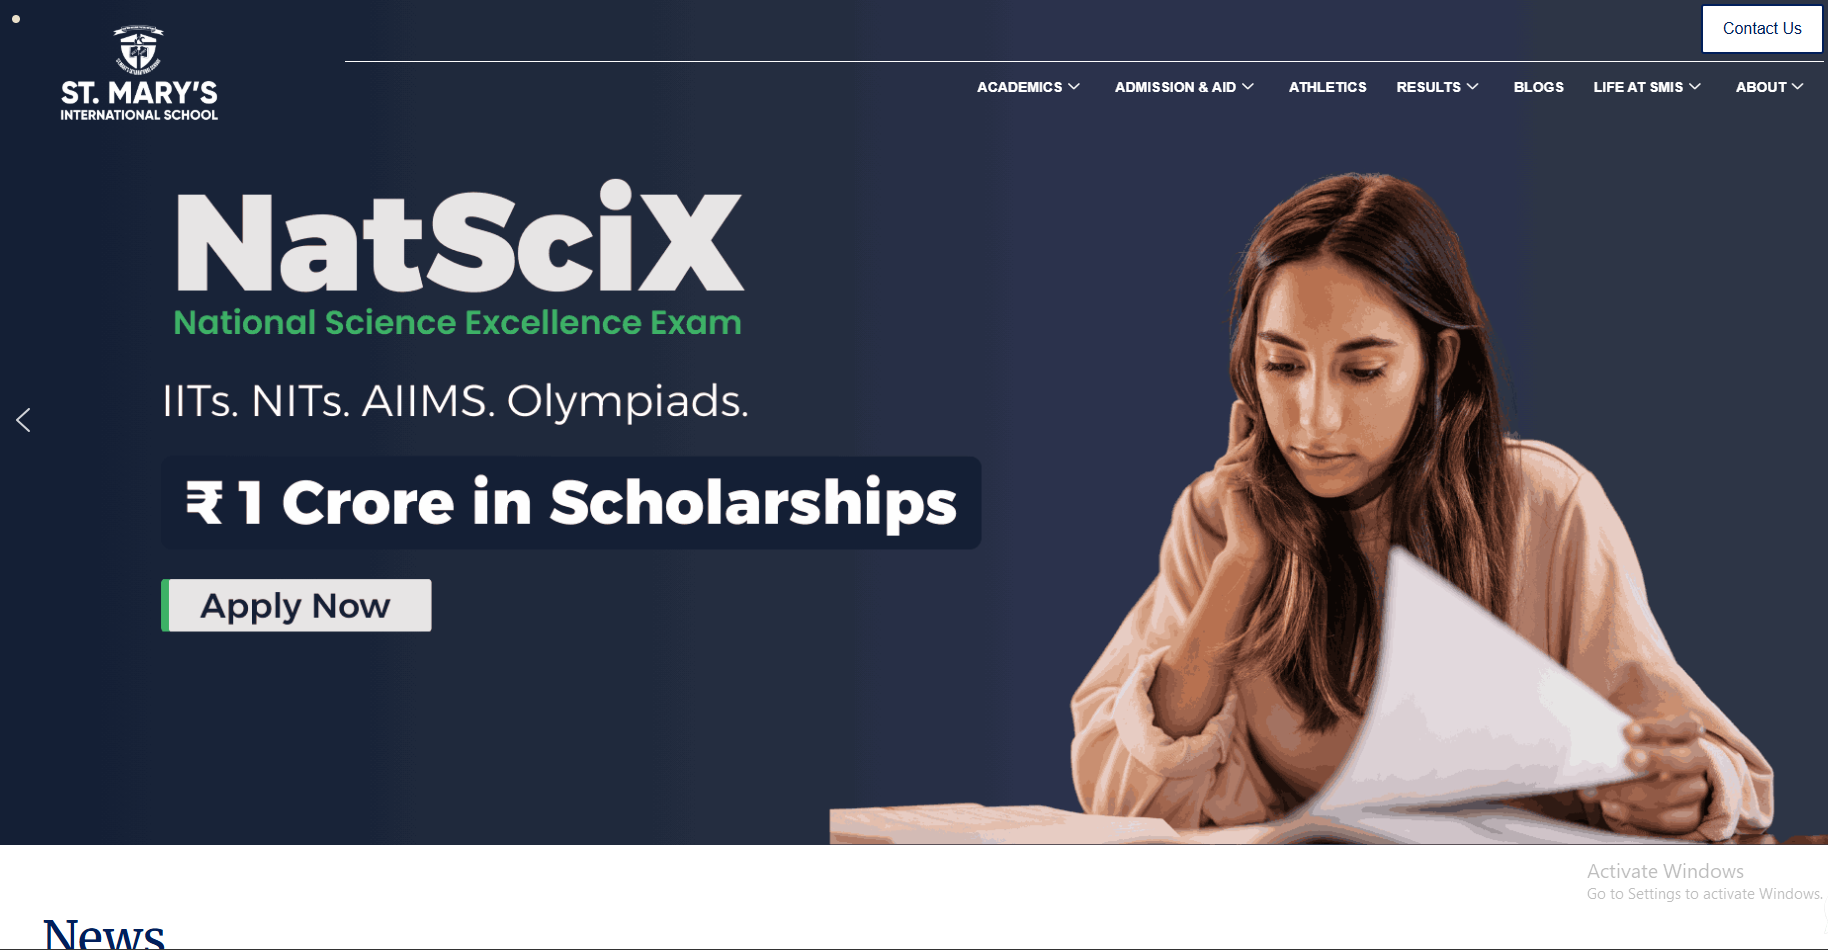 Contact Us
ST. MARY'S
INTERNATIONAL SCHOOL
ACADEMICS
ADMISSION & AID
ATHLETICS
RESULTS
BLOGS
LIFE AT SMIS
ABOUT
NatSciX
National Science Excellence Exam
IITs. NITs. AIIMS. Olympiads.
₹ 1 Crore in Scholarships
Apply Now
Activate Windows
Go to Settings to activate Windows.
News